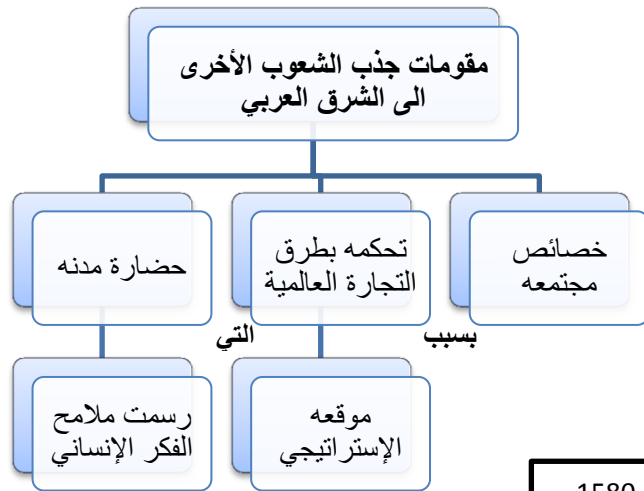 مقومات جذب الشعوب الأخرى
الى الشرق العربي
خصائص
مجتمعه
تحكمه بطرق
التجارة العالمية
حضارة مدنه
بسبب
التي
موقعه
الإستراتيجي
رسمت ملامح
الفكر الإنساني
1589